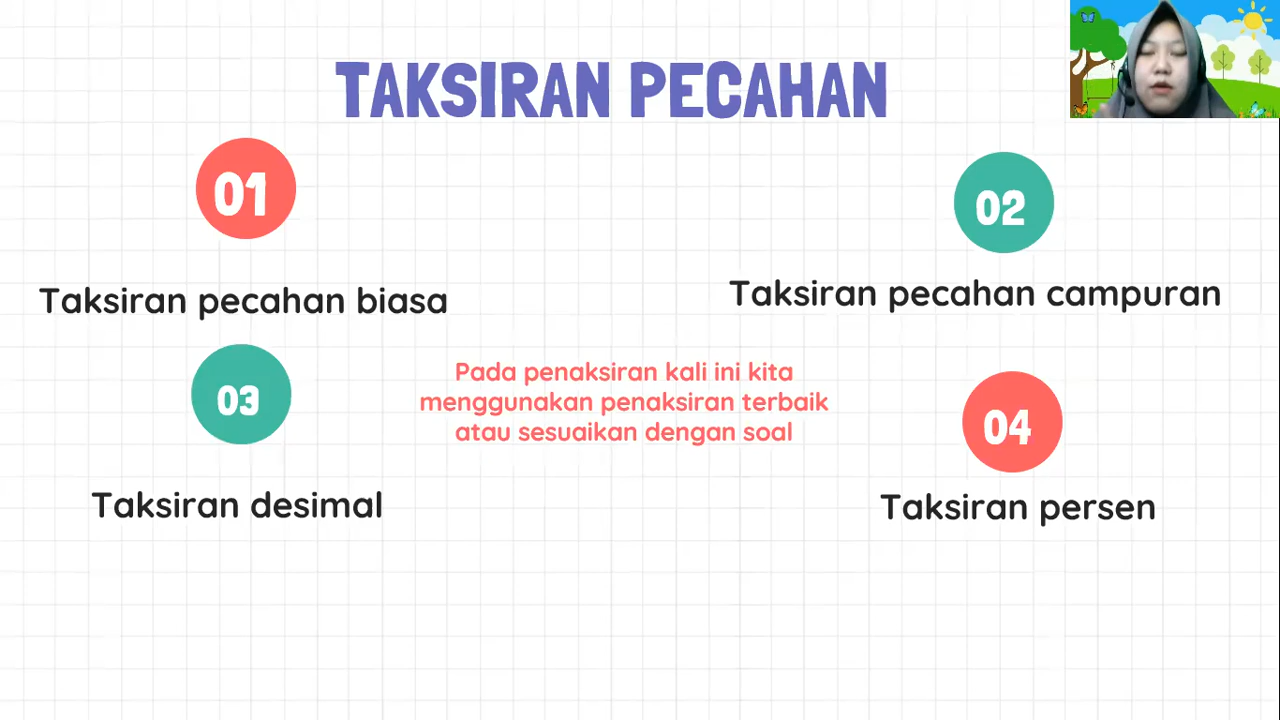 TAKSIRAN PECAHAN
01
Taksiran pecahan biasa
02
Taksiran pecahan campuran
Pada penaksiran kali ini kita
menggunakan penaksiran terbaik
atau sesuaikan dengan soal
03
Taksiran desimal
04
Taksiran persen